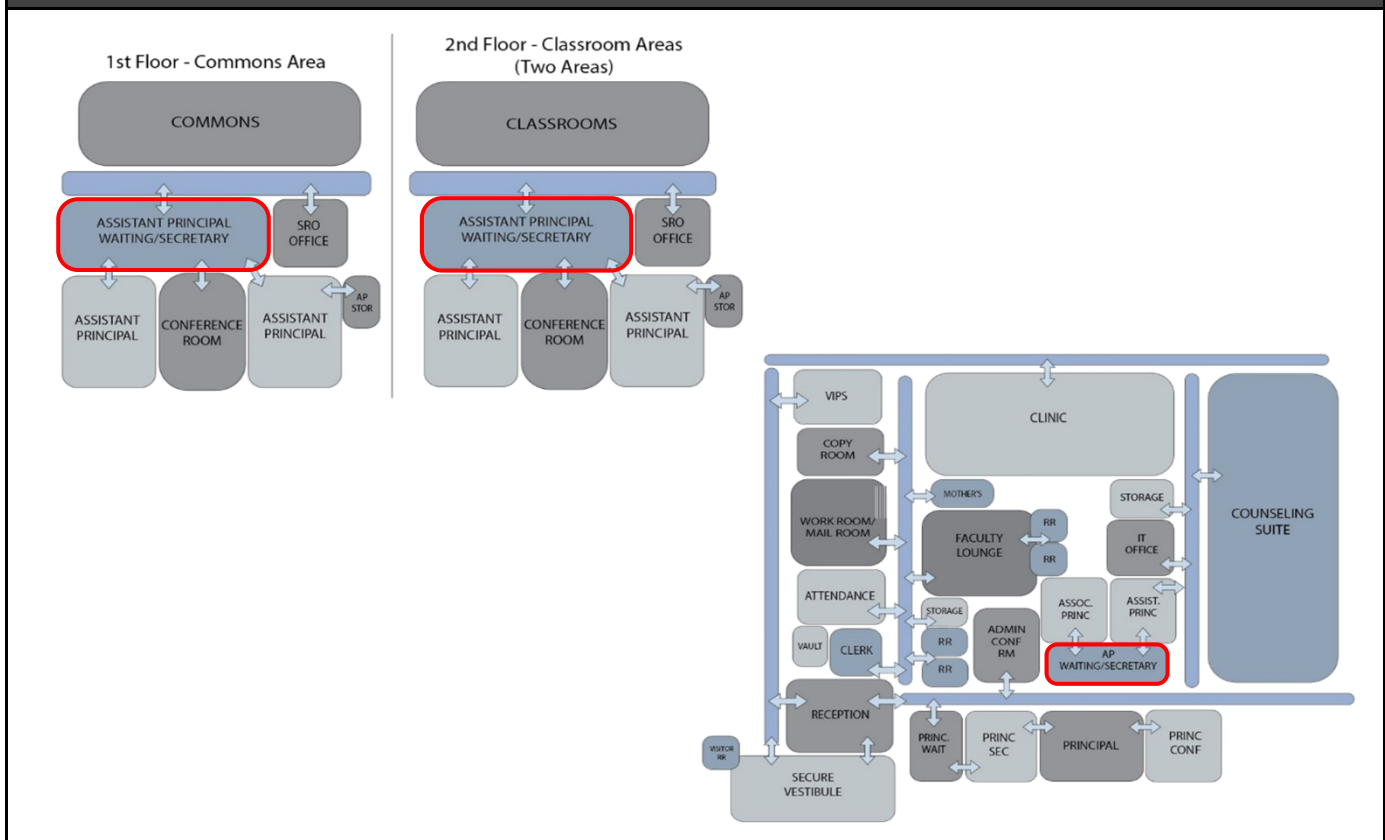 1st Floor - Commons Area
COMMONS
ASSISTANT PRINCIPAL
WAITING/SECRETARY
SRO
OFFICE
ASSISTANT
PRINCIPAL
CONFERENCE
ROOM
ASSISTANT
PRINCIPAL
AP
STOR
2nd Floor - Classroom Areas
(Two Areas)
CLASSROOMS
ASSISTANT PRINCIPAL
WAITING/SECRETARY
SRO
OFFICE
ASSISTANT
PRINCIPAL
CONFERENCE
ROOM
ASSISTANT
PRINCIPAL
AP
STOR
VIPS
COPY
ROOM
WORK ROOM/
MAIL ROOM
ATTENDANCE
VAULT
CLERK
RECEPTION
VISITOR
RR
SECURE
VESTIBULE
CLINIC
MOTHER'S
FACULTY
LOUNGE
RR
RR
STORAGE
RR
RR
ADMIN
CONF
RM
STORAGE
IT
OFFICE
ASSOC.
PRINC
ASSIST.
PRINC
AP
WAITING/SECRETARY
COUNSELING
SUITE
PRINC.
WAIT
PRINC
SEC
PRINCIPAL
PRINC
CONF